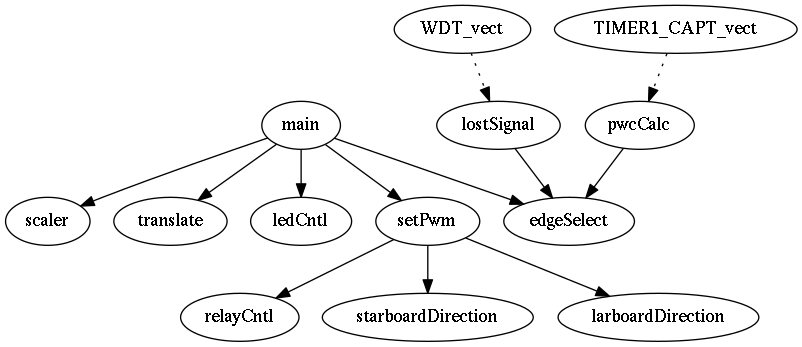 WDT_vect
TIMER1_CAPT_vect
main
lostSignal
pwcCalc
scaler
translate
ledCntl
setPwm
edgeSelect
relayCntl
starboardDirection
larboardDirection